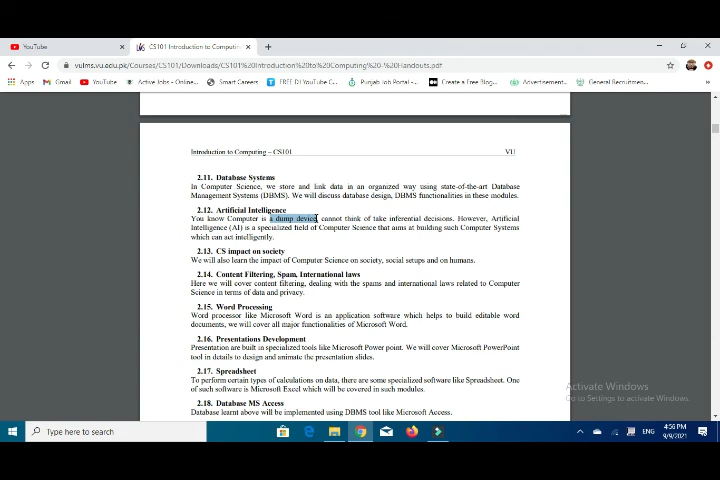 YouTube
CS101 Introduction to Computin
vulms.vu.edu.pk/Courses/CS101/Downloads/CS101%20Introduction%20to%20Computing%20-%20Handouts.pdf
Apps Gmail YouTube Active Jobs - Online... Smart Careers FREE DJ YouTube C... Punjab Job Portal -... Create a Free Blog... Advertisement... General Recruitmen... »
Introduction to Computing – CS101 VU
2.11. Database Systems
In Computer Science, we store and link data in an organized way using state-of-the-art Database
Management Systems (DBMS). We will discuss database design, DBMS functionalities in these modules.
2.12. Artificial Intelligence
You know Computer is a dump device, cannot think of take inferential decisions. However, Artificial
Intelligence (AI) is a specialized field of Computer Science that aims at building such Computer Systems
which can act intelligently.
2.13. CS impact on society
We will also learn the impact of Computer Science on society, social setups and on humans.
2.14. Content Filtering, Spam, International laws
Here we will cover content filtering, dealing with the spams and international laws related to Computer
Science in terms of data and privacy.
2.15. Word Processing
Word processor like Microsoft Word is an application software which helps to build editable word
documents, we will cover all major functionalities of Microsoft Word.
2.16. Presentations Development
Presentation are built in specialized tools like Microsoft Power point. We will cover Microsoft PowerPoint
tool in details to design and animate the presentation slides.
2.17. Spreadsheet
To perform certain types of calculations on data, there are some specialized software like Spreadsheet. One
of such software is Microsoft Excel which will be covered in such modules.
2.18. Database MS Access
Database learnt above will be implemented using DBMS tool like Microsoft Access.
Activate Windows
Go to Settings to activate Windows.
Type here to search
ENG
4:56 PM
9/9/2021